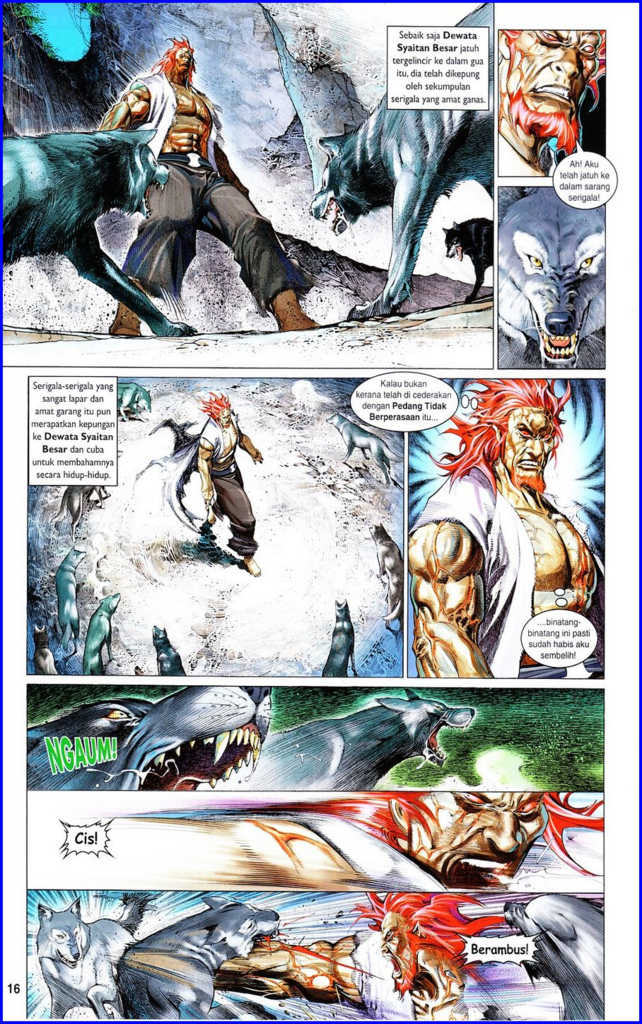 Sebaik saja Dewata
Syaitan Besar jatuh
tergelincir ke dalam gua
itu, dia telah dikepung
oleh sekumpulan
serigala yang amat ganas.
Ah! Aku
telah jatuh ke
dalam sarang
serigala!
Serigala-serigala yang
sangat lapar dan
amat garang itu pun
merapatkan kepungan
ke Dewata Syaitan
Besar dan cuba
untuk membahamnya
secara hidup-hidup.
Kalau bukan
kerana telah di cederakan
dengan Pedang Tidak
Berperasaan itu...
....binatang-
binatang ini pasti
sudah habis aku
sembelih!
NGAUM!
Cis!
Berambus!
16